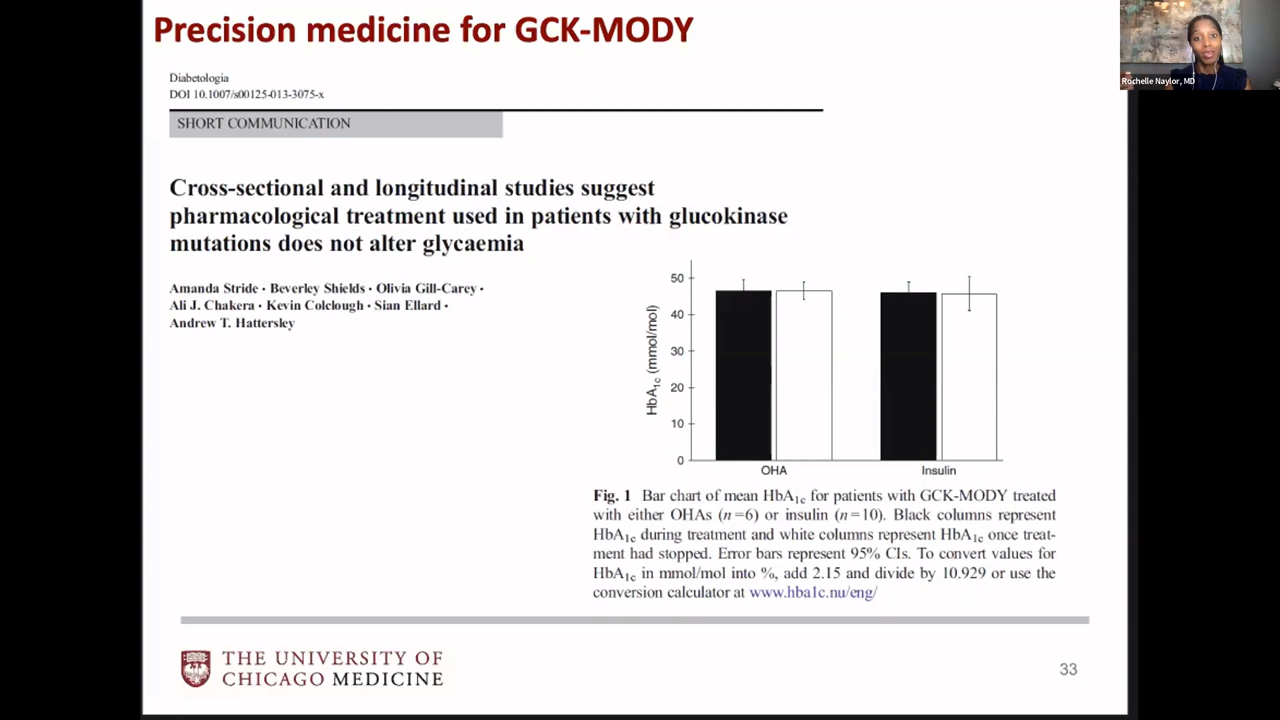 Precision medicine for GCK-MODY
Rochelle Naylor, MD
Diabetologia
DOI 10.1007/s00125-013-3075-x
SHORT COMMUNICATION
Cross-sectional and longitudinal studies suggest
pharmacological treatment used in patients with glucokinase
mutations does not alter glycaemia
Amanda Stride · Beverley Shields · Olivia Gill-Carey ·
Ali J. Chakera · Kevin Colclough · Sian Ellard ·
Andrew T. Hattersley
HbA1c (mmol/mol)
50
40
30
20
10
0
OHA Insulin
Fig. 1 Bar chart of mean HbA1c for patients with GCK-MODY treated
with either OHAs (n=6) or insulin (n=10). Black columns represent
HbA1c during treatment and white columns represent HbA1c once treat-
ment had stopped. Error bars represent 95% CIs. To convert values for
HbA1c in mmol/mol into %, add 2.15 and divide by 10.929 or use the
conversion calculator at www.hba1c.nu/eng/
THE UNIVERSITY OF
CHICAGO MEDICINE
33